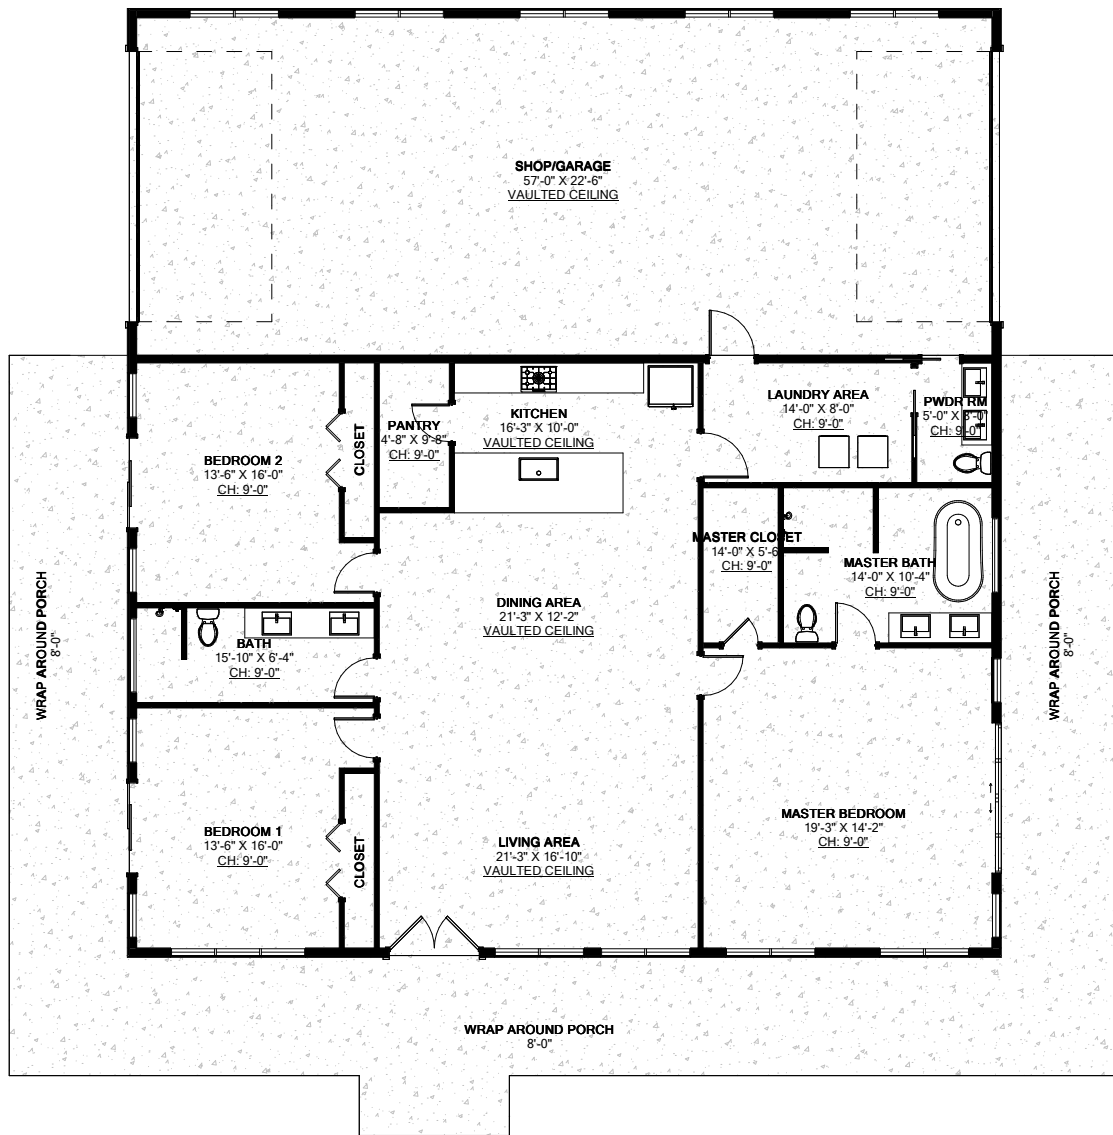 SHOP/GARAGE
57'-0" X 22'-6"
VAULTED CEILING
LAUNDRY AREA
14'-0" X 8'-0"
CH: 9'-0"
PWDR RM
5'-0" X 8'-0"
CH: 9'-0"
KITCHEN
16'-3" X 10'-0"
VAULTED CEILING
PANTRY
4'-8" X 9'-8"
CH: 9'-0"
CLOSET
BEDROOM 2
13'-6" X 16'-0"
CH: 9'-0"
MASTER CLOSET
14'-0" X 5'-6"
CH: 9'-0"
MASTER BATH
14'-0" X 10'-4"
CH: 9'-0"
DINING AREA
21'-3" X 12'-2"
VAULTED CEILING
WRAP AROUND PORCH
8'-0"
BATH
15'-10" X 6'-4"
CH: 9'-0"
WRAP AROUND PORCH
8'-0"
BEDROOM 1
13'-6" X 16'-0"
CH: 9'-0"
CLOSET
LIVING AREA
21'-3" X 16'-10"
VAULTED CEILING
MASTER BEDROOM
19'-3" X 14'-2"
CH: 9'-0"
WRAP AROUND PORCH
8'-0"